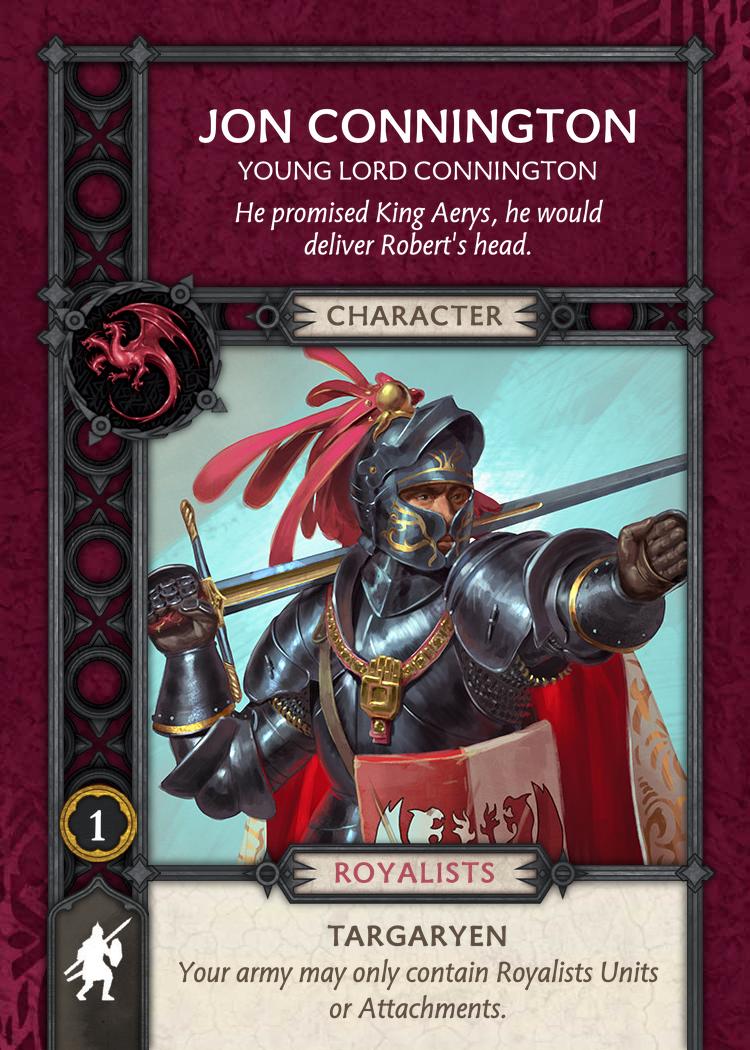 JON CONNINGTON
YOUNG LORD CONNINGTON
He promised King Aerys, he would
deliver Robert's head.
CHARACTER
1
ROYALISTS
TARGARYEN
Your army may only contain Royalists Units
or Attachments.